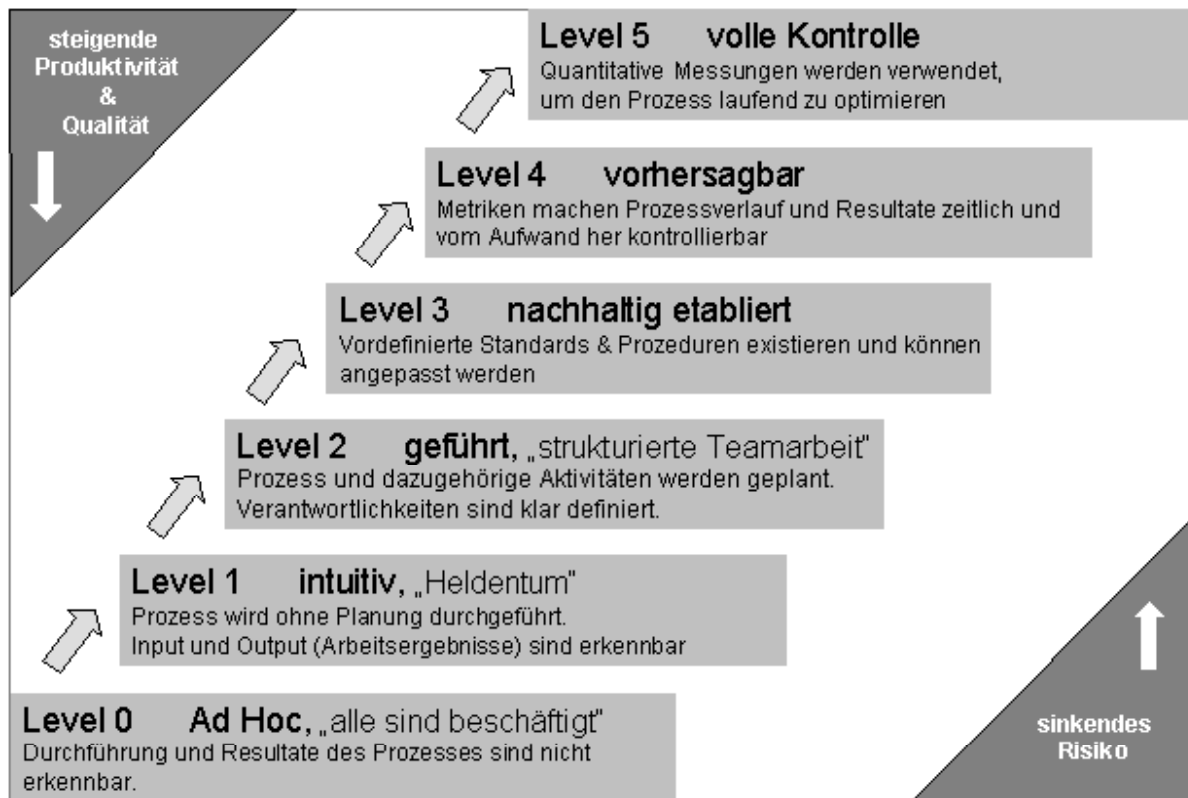 steigende
Produktivität
&
Qualität
Level 5 volle Kontrolle
Quantitative Messungen werden verwendet,
um den Prozess laufend zu optimieren
Level 4 vorhersagbar
Metriken machen Prozessverlauf und Resultate zeitlich und
vom Aufwand her kontrollierbar
Level 3 nachhaltig etabliert
Vordefinierte Standards & Prozeduren existieren und können
angepasst werden
Level 2 geführt, „strukturierte Teamarbeit"
Prozess und dazugehörige Aktivitäten werden geplant.
Verantwortlichkeiten sind klar definiert.
Level 1 intuitiv, „Heldentum"
Prozess wird ohne Planung durchgeführt.
Input und Output (Arbeitsergebnisse) sind erkennbar
Level 0 Ad Hoc, „alle sind beschäftigt"
Durchführung und Resultate des Prozesses sind nicht
erkennbar.
sinkendes
Risiko